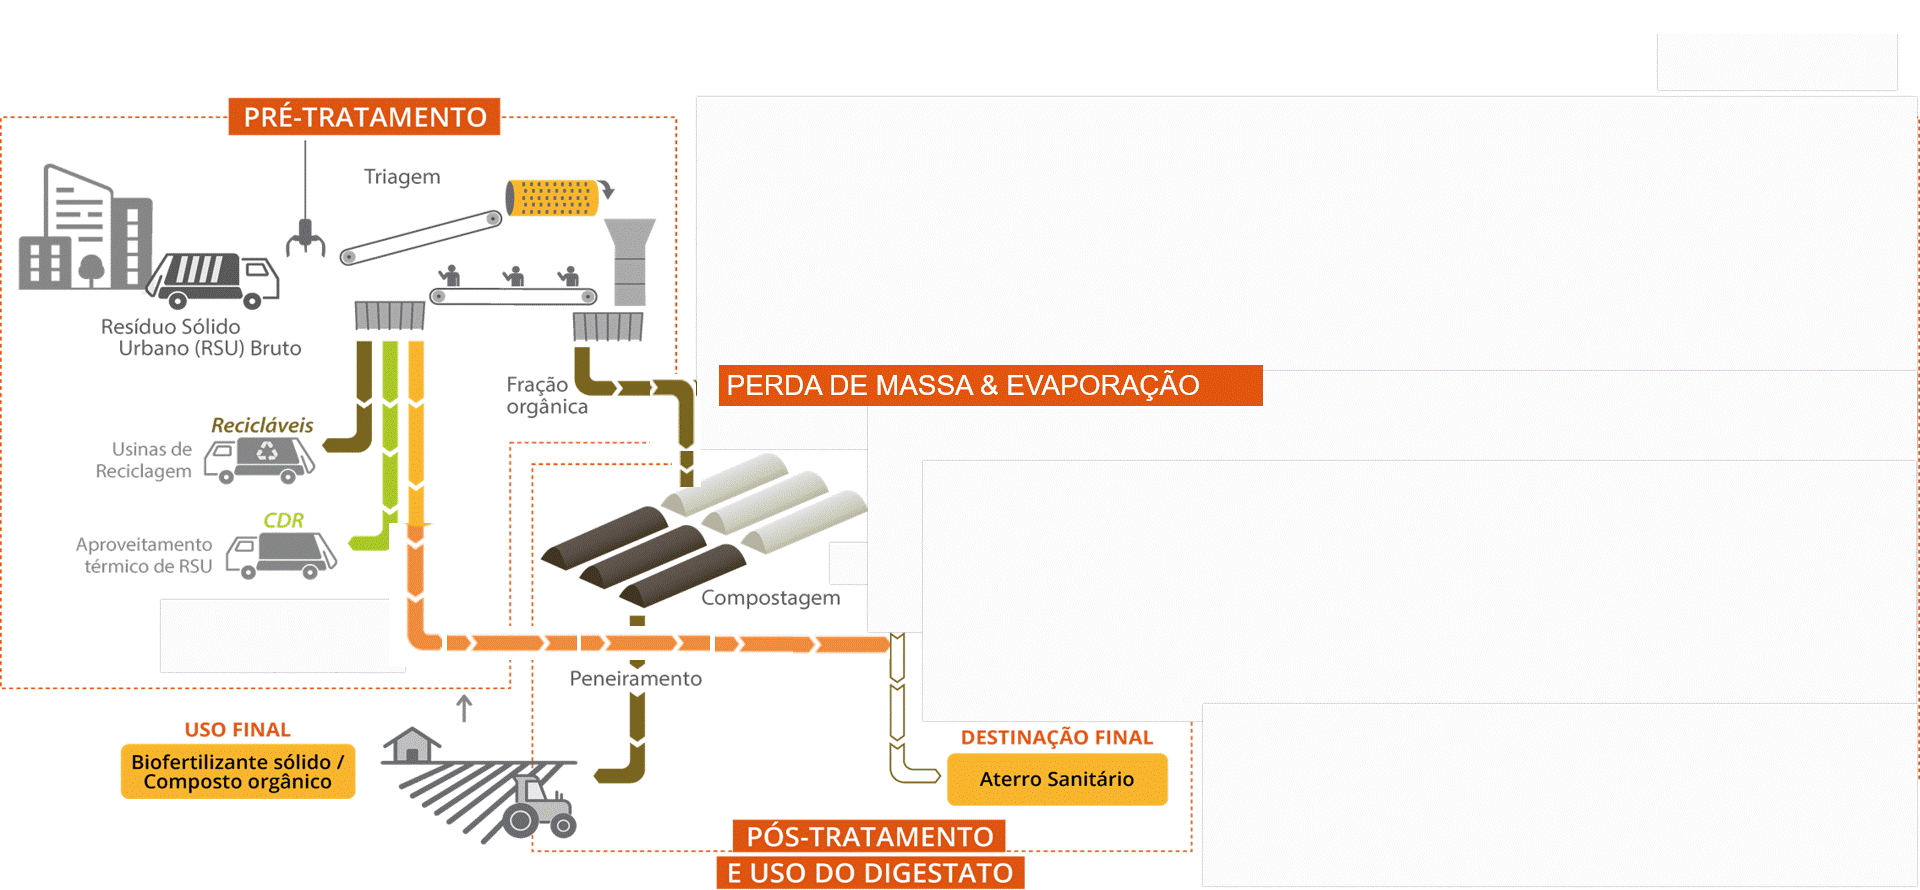 PRÉ-TRATAMENTO
Triagem
Resíduo Sólido
Urbano (RSU) Bruto
Fração
orgânica
PERDA DE MASSA & EVAPORAÇÃO
Recicláveis
Usinas de
Reciclagem
CDR
Aproveitamento
térmico de RSU
Compostagem
Peneiramento
USO FINAL
Biofertilizante sólido /
Composto orgânico
DESTINAÇÃO FINAL
Aterro Sanitário
PÓS-TRATAMENTO
E USO DO DIGESTATO